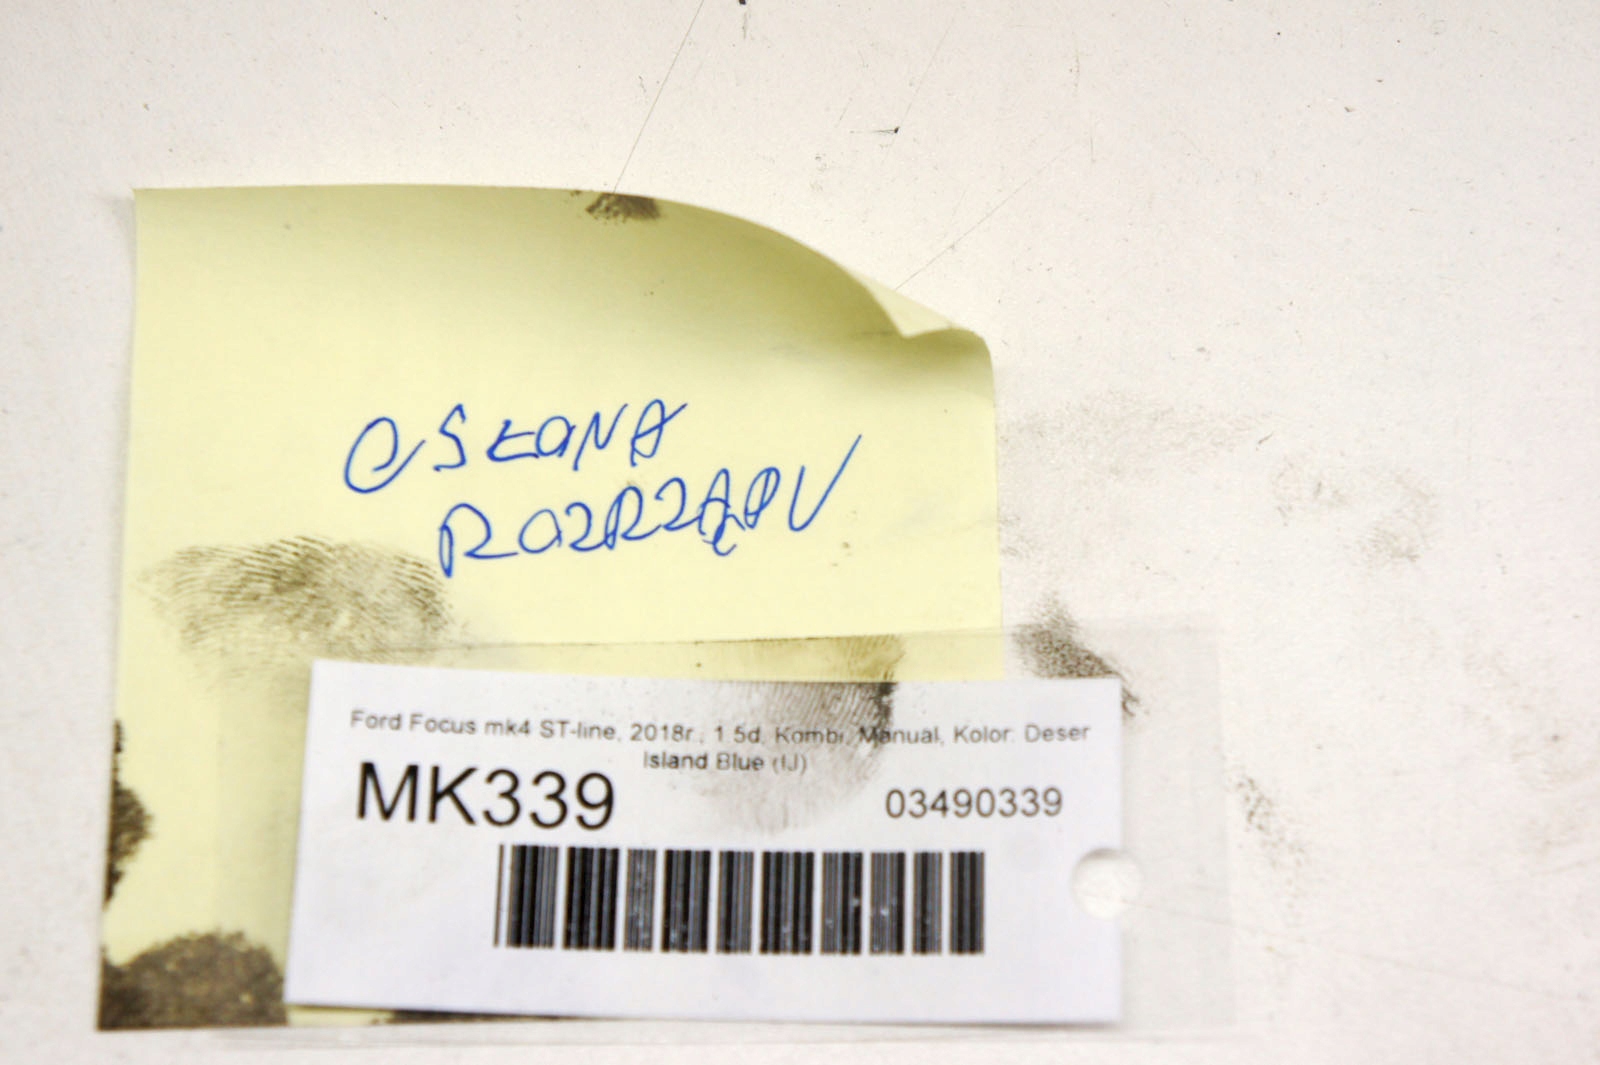 OSŁONA
ROZRZĄDU
Ford Focus mk4 ST-line, 2018r., 1.5d, Kombi, Manual, Kolor: Deser
Island Blue (IJ)
MK339
03490339